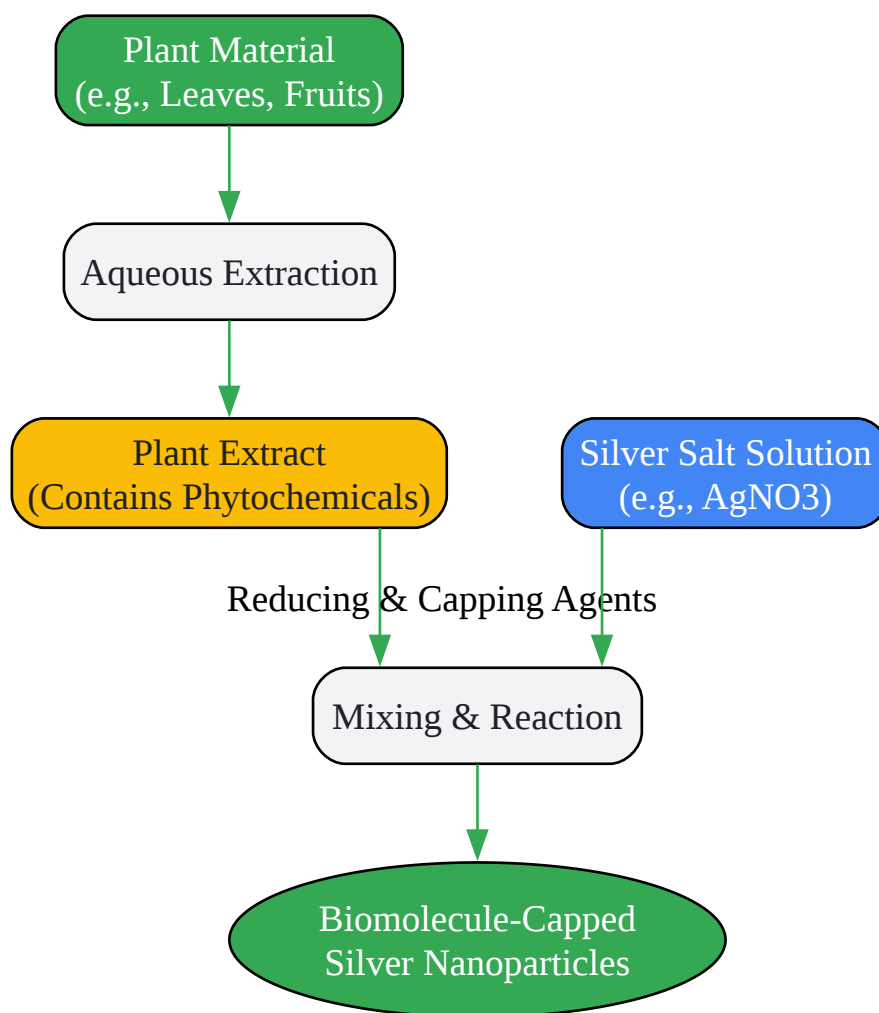 Plant Material
(e.g., Leaves, Fruits)
Aqueous Extraction
Plant Extract
(Contains Phytochemicals)
Silver Salt Solution
(e.g., AgNO3)
Reducing & Capping Agents
Mixing & Reaction
Biomolecule-Capped
Silver Nanoparticles